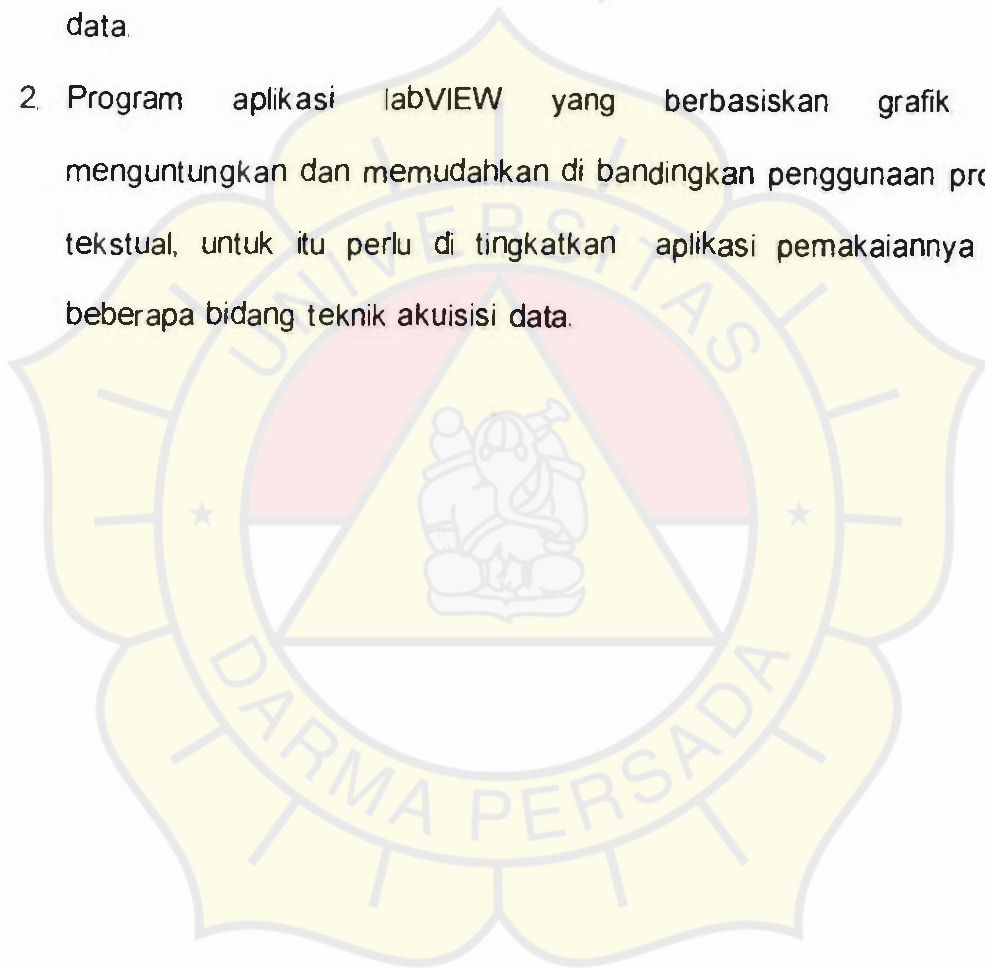 data.
2. Program aplikasi labVIEW yang berbasiskan grafik
menguntungkan dan memudahkan di bandingkan penggunaan pro
tekstual, untuk itu perlu di tingkatkan aplikasi pemakaiannya
beberapa bidang teknik akuisisi data.
UNIVERSITAS
DARMA PERSADA